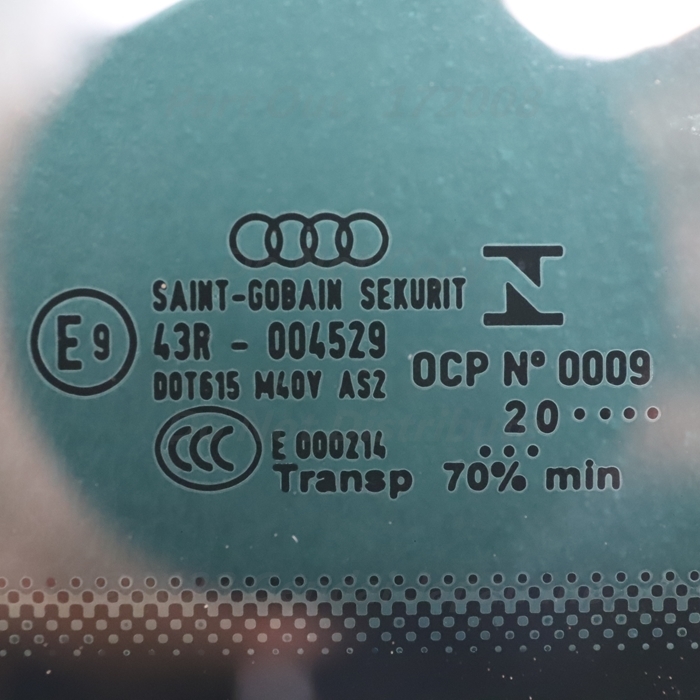 SAINT-GOBAIN SEKURIT
E9
43R - 004529
DOT615 M40V AS2
OCP N° 0009
20 ••••
•••
CCC
E 000214
Transp 70% min